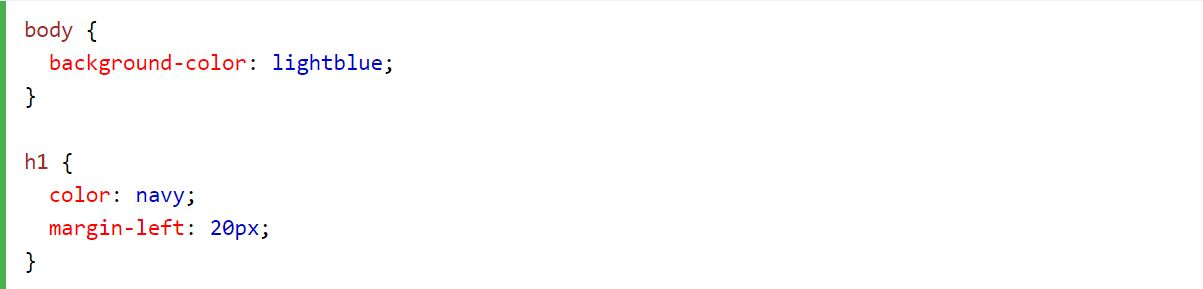 body {
  background-color: lightblue;
}

h1 {
  color: navy;
  margin-left: 20px;
}